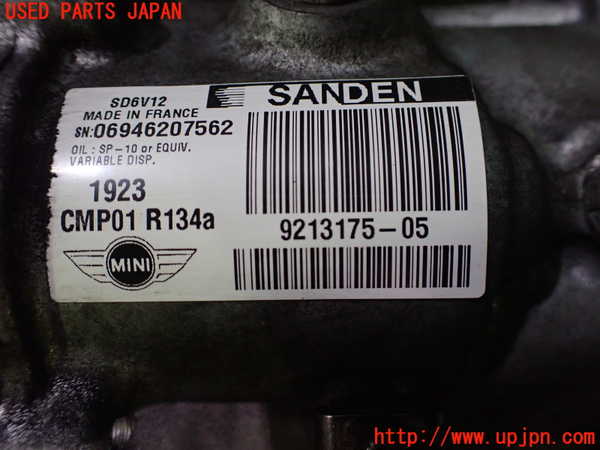 USED PARTS JAPAN
SD6V12
MADE IN FRANCE
SN:06946207562
OIL : SP-10 or EQUIV.
VARIABLE DISP.
1923
CMP01 R134a
MINI
SANDEN
9213175-05
http://www.upjpn.com/